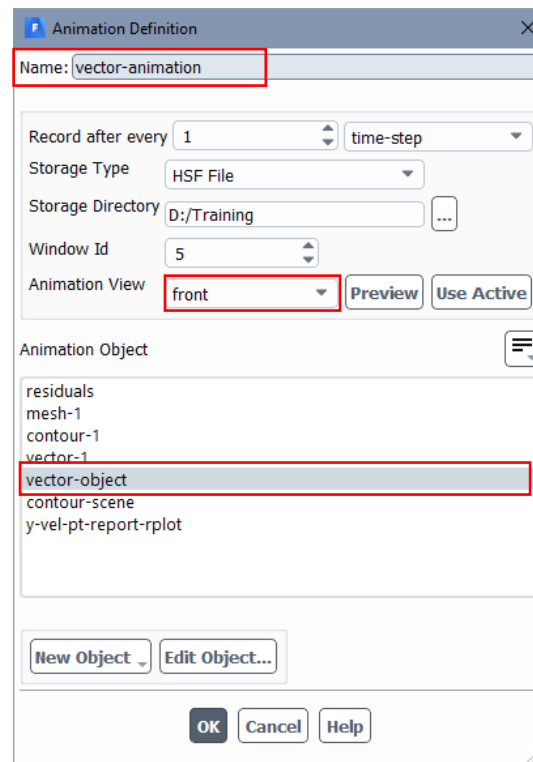 Animation Definition
Name: vector-animation
Record after every 1 time-step
Storage Type HSF File
Storage Directory D:/Training ...
Window Id 5
Animation View front Preview Use Active
Animation Object
residuals
mesh-1
contour-1
vector-1
vector-object
contour-scene
y-vel-pt-report-rplot
New Object Edit Object...
OK Cancel Help